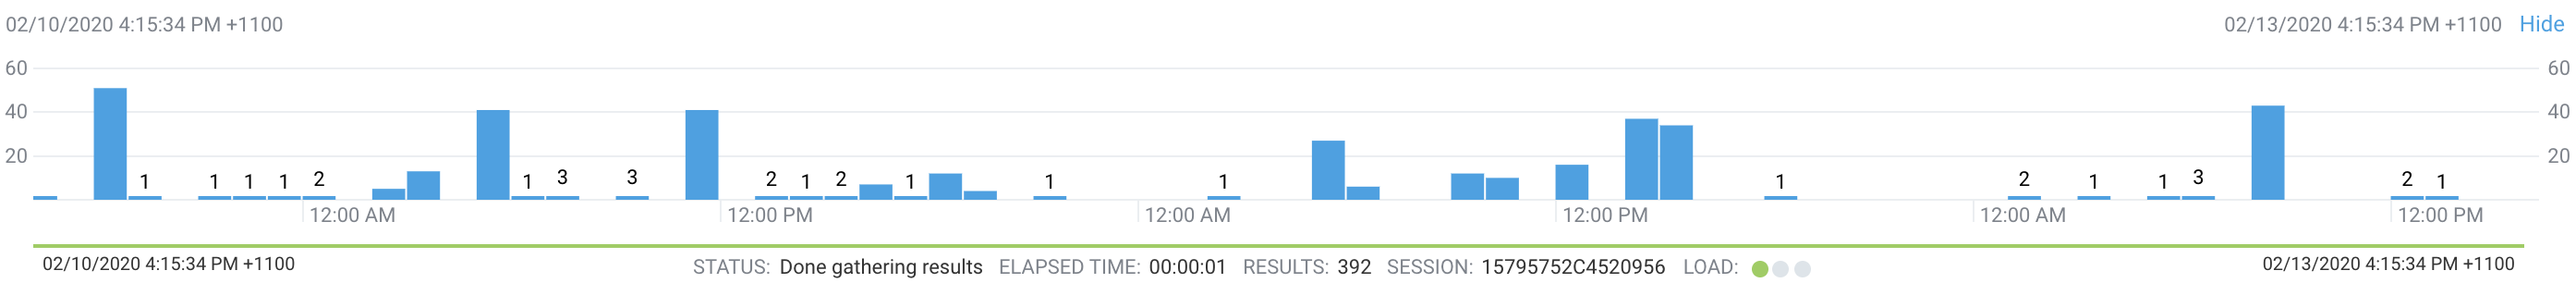 02/10/2020 4:15:34 PM +1100 02/13/2020 4:15:34 PM +1100 Hide
60 60
40 40
20 20
1 1 1 1 2 1 3 3 2 1 2 1 1 1 1 2 1 1 3 2 1
12:00 AM 12:00 PM 12:00 AM 12:00 PM 12:00 AM 12:00 PM
02/10/2020 4:15:34 PM +1100 STATUS: Done gathering results ELAPSED TIME: 00:00:01 RESULTS: 392 SESSION: 15795752C4520956 LOAD: 02/13/2020 4:15:34 PM +1100